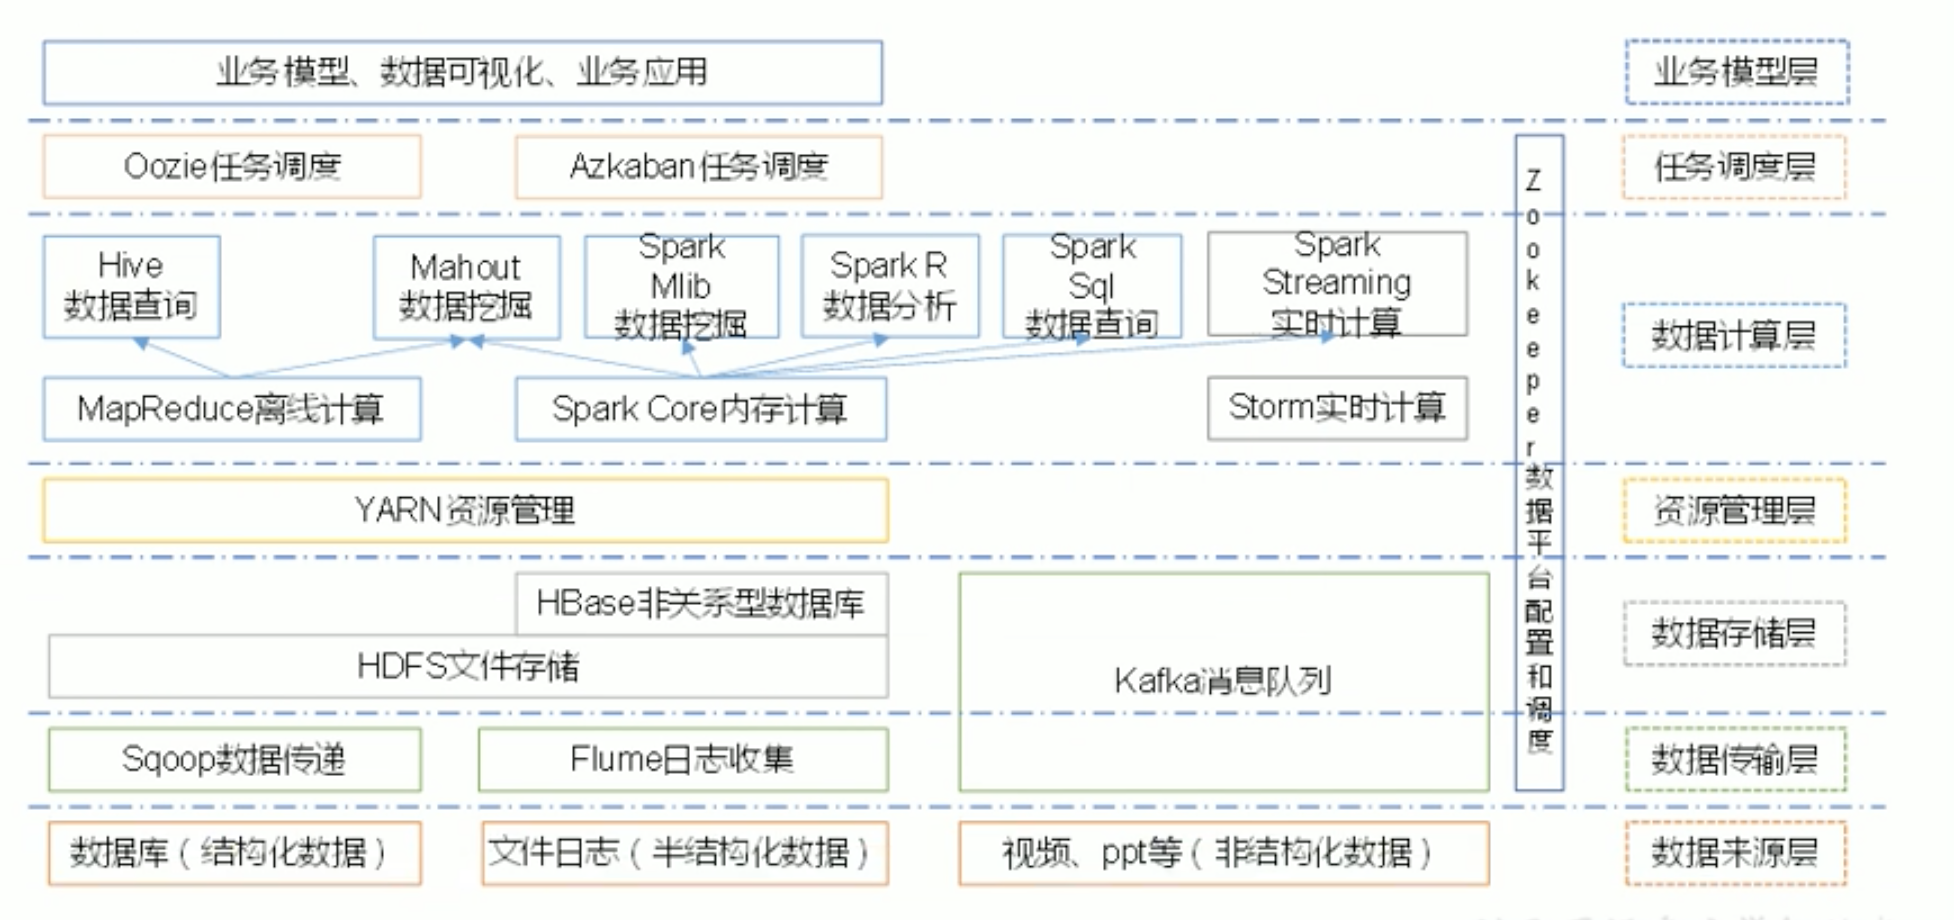 业务模型、数据可视化、业务应用
业务模型层
Oozie任务调度
Azkaban任务调度
任务调度层
Hive
数据查询
Mahout
数据挖掘
Spark
Mlib
数据挖掘
Spark R
数据分析
Spark
Sql
数据查询
Spark
Streaming
实时计算
数据计算层
MapReduce离线计算
Spark Core内存计算
Storm实时计算
YARN资源管理
资源管理层
HBase非关系型数据库
HDFS文件存储
Kafka消息队列
数据存储层
Sqoop数据传递
Flume日志收集
数据传输层
数据库（结构化数据）
文件日志（半结构化数据）
视频、ppt等（非结构化数据）
数据来源层
Zookeeper数据平台配置和调度